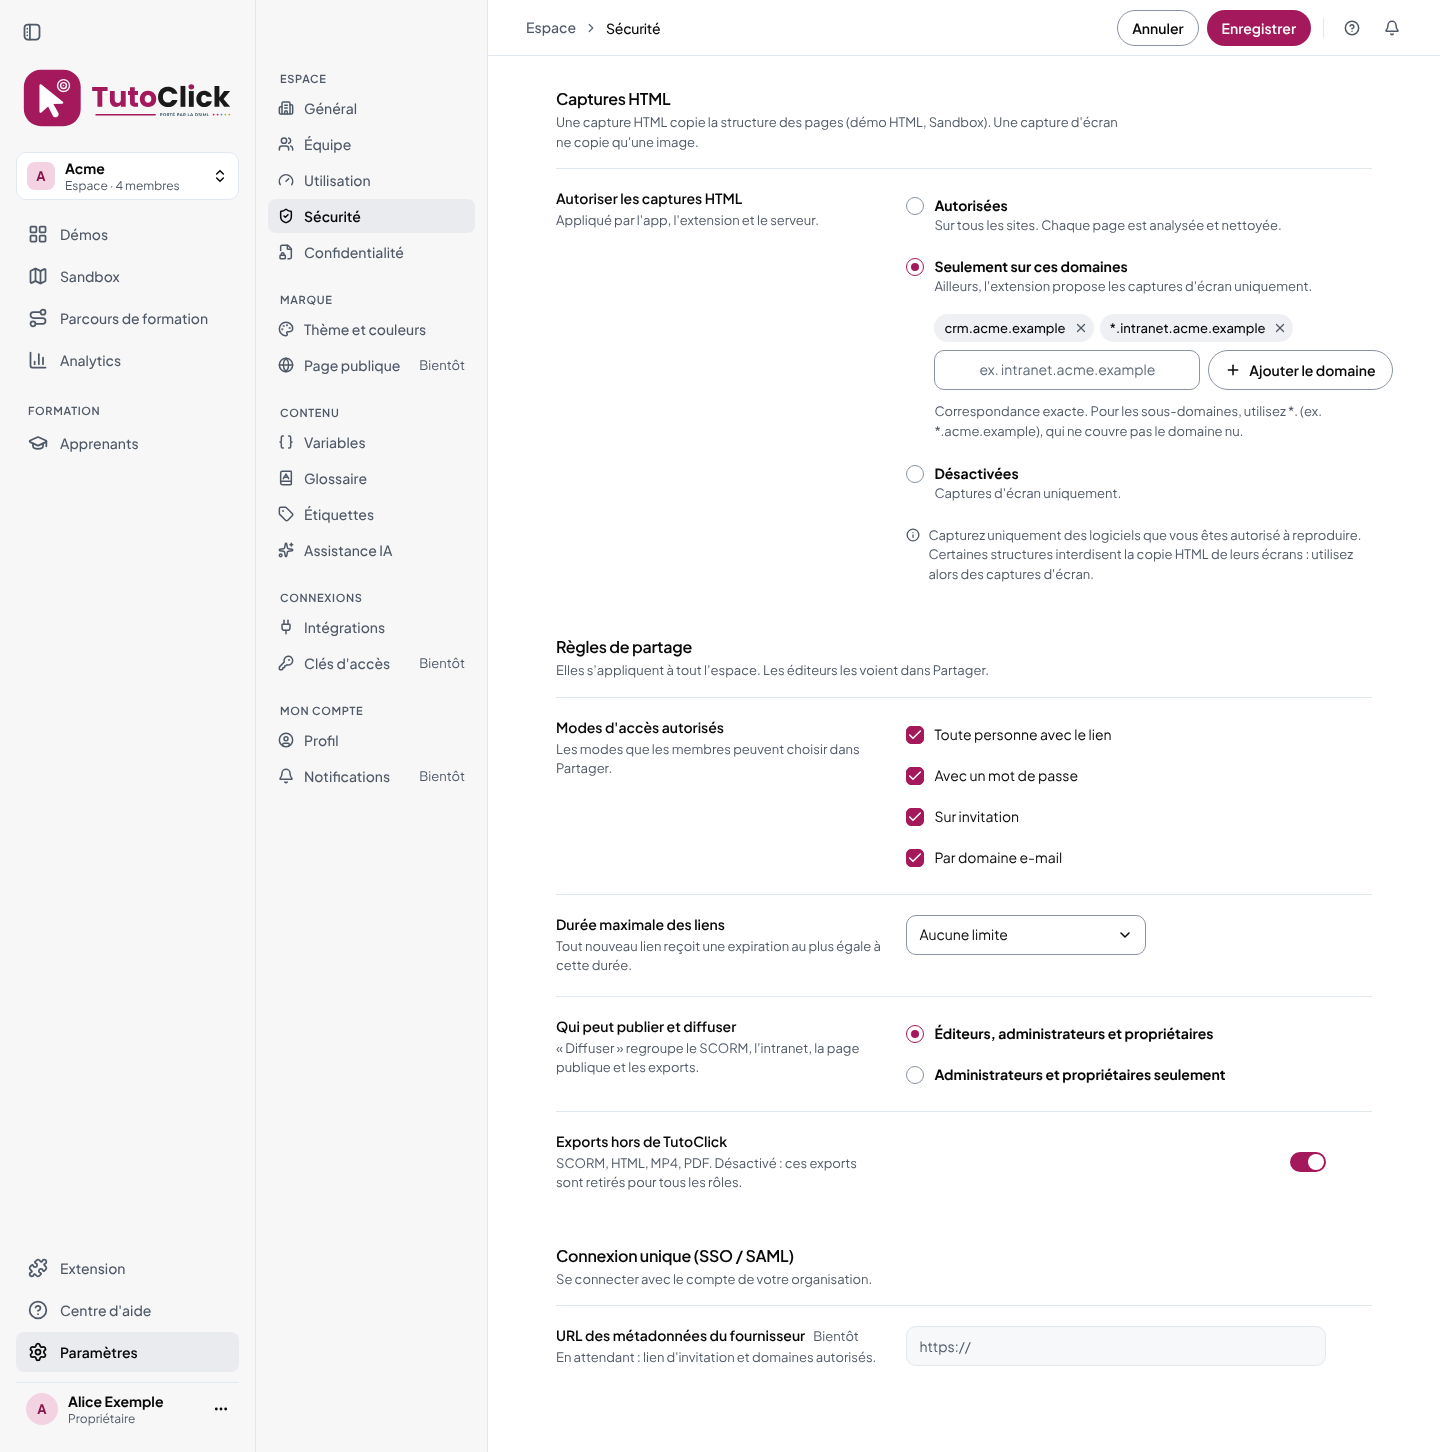 TutoClick
PORTÉ PAR LA DSIML
Acme
Espace · 4 membres
Démos
Sandbox
Parcours de formation
Analytics
FORMATION
Apprenants
Extension
Centre d'aide
Paramètres
A
Alice Exemple
Propriétaire
ESPACE
Général
Équipe
Utilisation
Sécurité
Confidentialité
MARQUE
Thème et couleurs
Page publique Bientôt
CONTENU
Variables
Glossaire
Étiquettes
Assistance IA
CONNEXIONS
Intégrations
Clés d'accès Bientôt
MON COMPTE
Profil
Notifications Bientôt
Espace > Sécurité
Annuler
Enregistrer
Captures HTML
Une capture HTML copie la structure des pages (démo HTML, Sandbox). Une capture d'écran
ne copie qu'une image.
Autoriser les captures HTML
Appliqué par l'app, l'extension et le serveur.
Autorisées
Sur tous les sites. Chaque page est analysée et nettoyée.
Seulement sur ces domaines
Ailleurs, l'extension propose les captures d'écran uniquement.
crm.acme.example
*.intranet.acme.example
ex. intranet.acme.example
Ajouter le domaine
Correspondance exacte. Pour les sous-domaines, utilisez *. (ex.
*.acme.example), qui ne couvre pas le domaine nu.
Désactivées
Captures d'écran uniquement.
Capturez uniquement des logiciels que vous êtes autorisé à reproduire.
Certaines structures interdisent la copie HTML de leurs écrans : utilisez
alors des captures d'écran.
Règles de partage
Elles s'appliquent à tout l'espace. Les éditeurs les voient dans Partager.
Modes d'accès autorisés
Les modes que les membres peuvent choisir dans
Partager.
Toute personne avec le lien
Avec un mot de passe
Sur invitation
Par domaine e-mail
Durée maximale des liens
Tout nouveau lien reçoit une expiration au plus égale à
cette durée.
Aucune limite
Qui peut publier et diffuser
« Diffuser » regroupe le SCORM, l'intranet, la page
publique et les exports.
Éditeurs, administrateurs et propriétaires
Administrateurs et propriétaires seulement
Exports hors de TutoClick
SCORM, HTML, MP4, PDF. Désactivé : ces exports
sont retirés pour tous les rôles.
Connexion unique (SSO / SAML)
Se connecter avec le compte de votre organisation.
URL des métadonnées du fournisseur Bientôt
En attendant : lien d'invitation et domaines autorisés.
https://